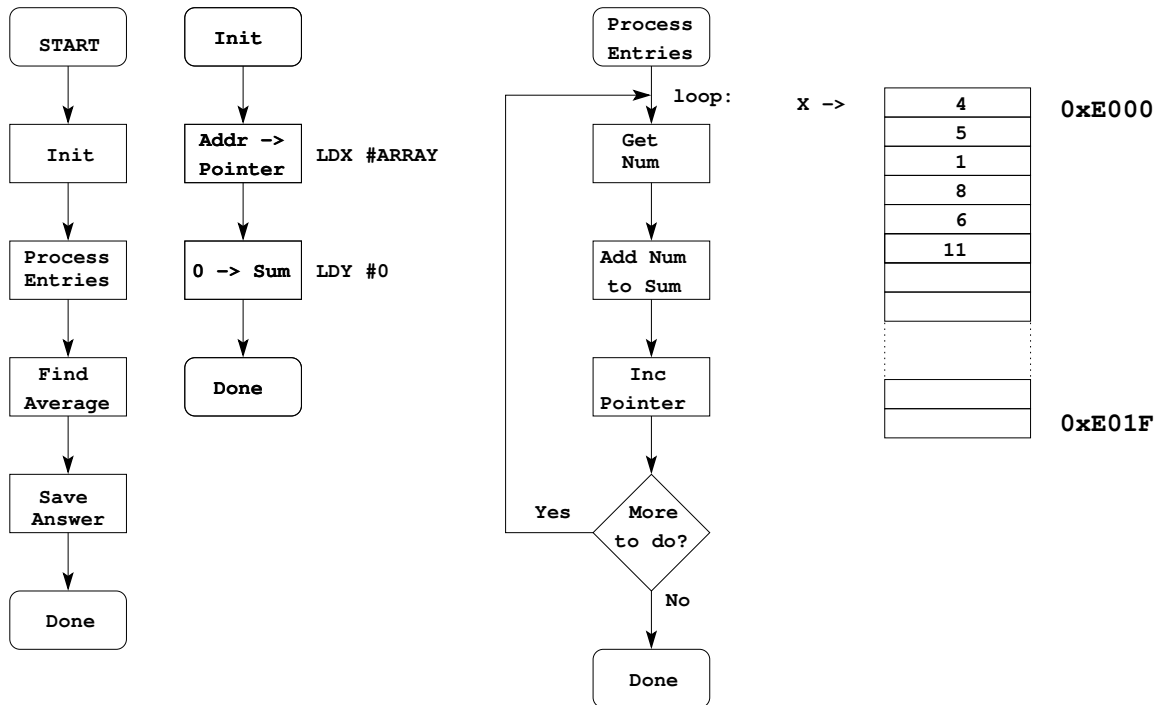 START
Init
Process
Entries
Find
Average
Save
Answer
Done
Init
Addr ->
Pointer
LDX #ARRAY
0 -> Sum
LDY #0
Done
Process
Entries
loop:
Get
Num
Add Num
to Sum
Inc
Pointer
More
to do?
Yes
No
Done
X ->
4
0xE000
5
1
8
6
11
0xE01F